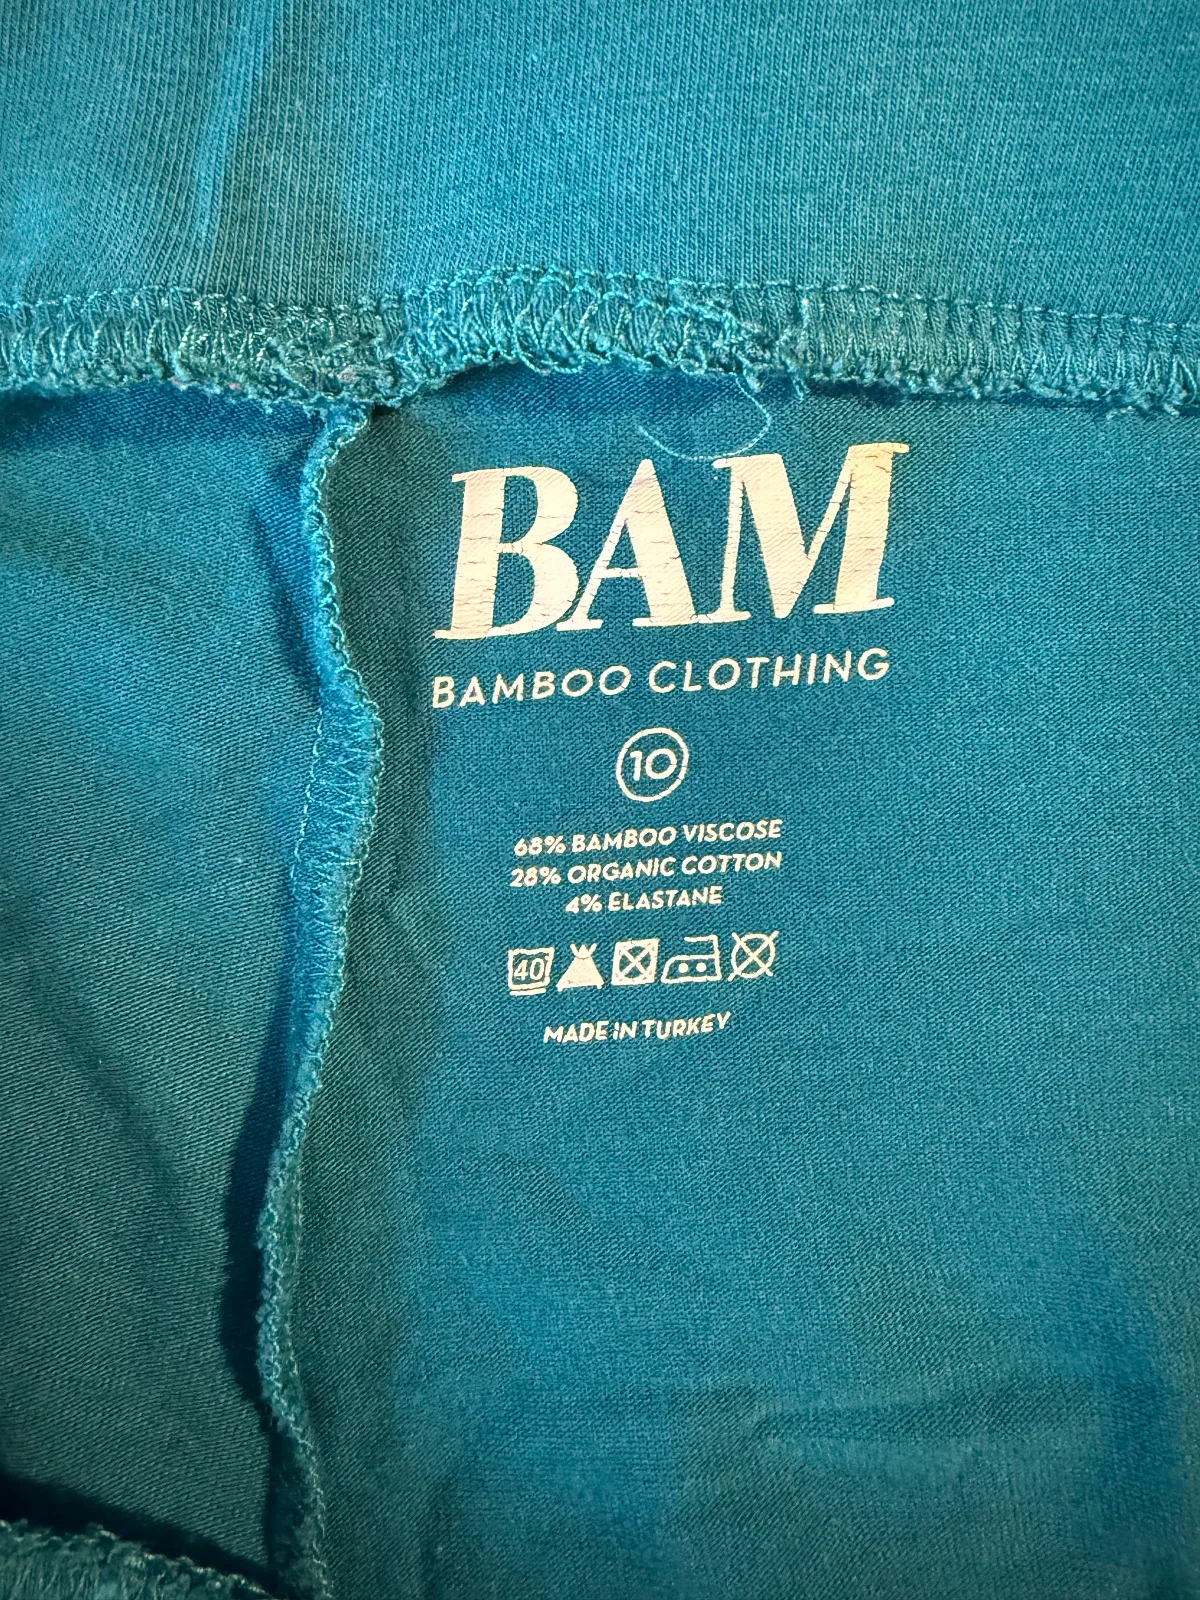 BAM
BAMBOO CLOTHING
10
68% BAMBOO VISCOSE
28% ORGANIC COTTON
4% ELASTANE
40
MADE IN TURKEY